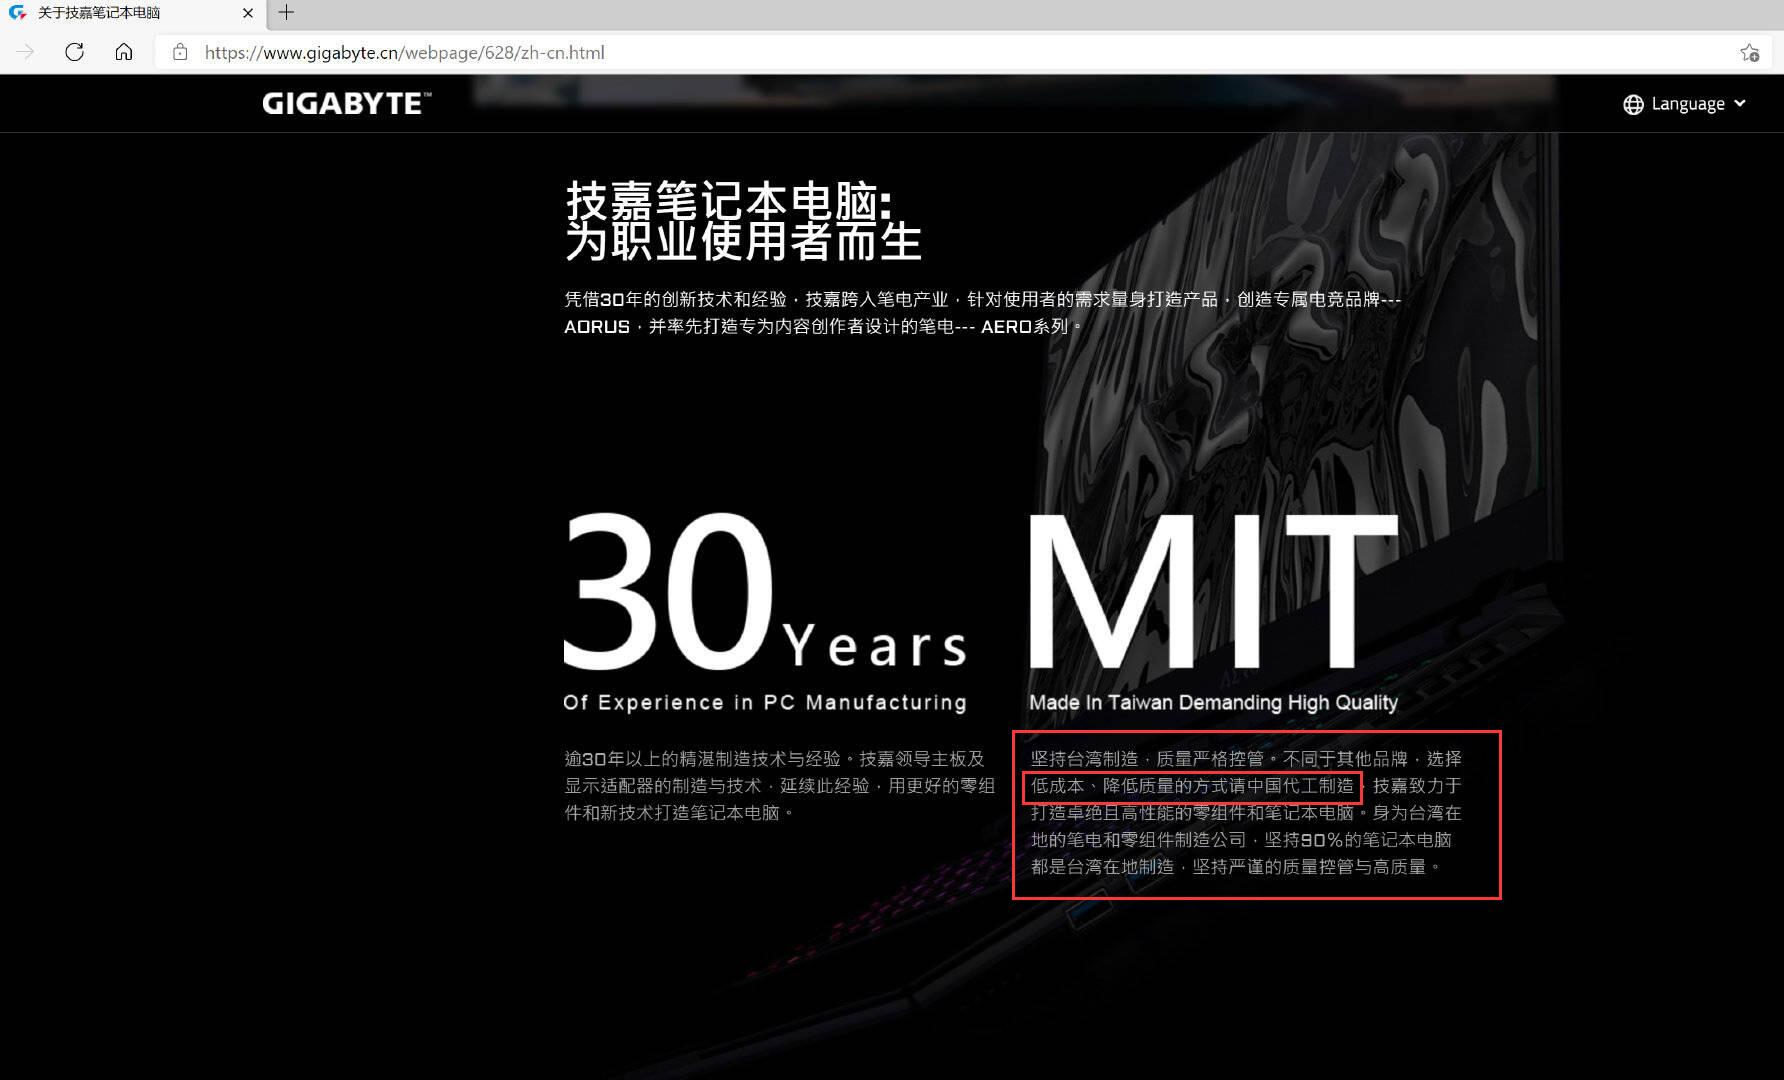 关于技嘉笔记本电脑
https://www.gigabyte.cn/webpage/628/zh-cn.html
GIGABYTE™
Language
技嘉笔记本电脑:
为职业使用者而生
凭借30年的创新技术和经验，技嘉跨入笔电产业，针对使用者的需求量身打造产品，创造专属电竞品牌---
AORUS，并率先打造专为内容创作者设计的笔电--- AERO系列。
30 Years
Of Experience in PC Manufacturing
逾30年以上的精湛制造技术与经验。技嘉领导主板及
显示适配器的制造与技术，延续此经验，用更好的零组
件和新技术打造笔记本电脑。
MIT
Made In Taiwan Demanding High Quality
坚持台湾制造，质量严格控管。不同于其他品牌，选择
低成本、降低质量的方式请中国代工制造，技嘉致力于
打造卓绝且高性能的零组件和笔记本电脑。身为台湾在
地的笔电和零组件制造公司，坚持90%的笔记本电脑
都是台湾在地制造，坚持严谨的质量控管与高质量。